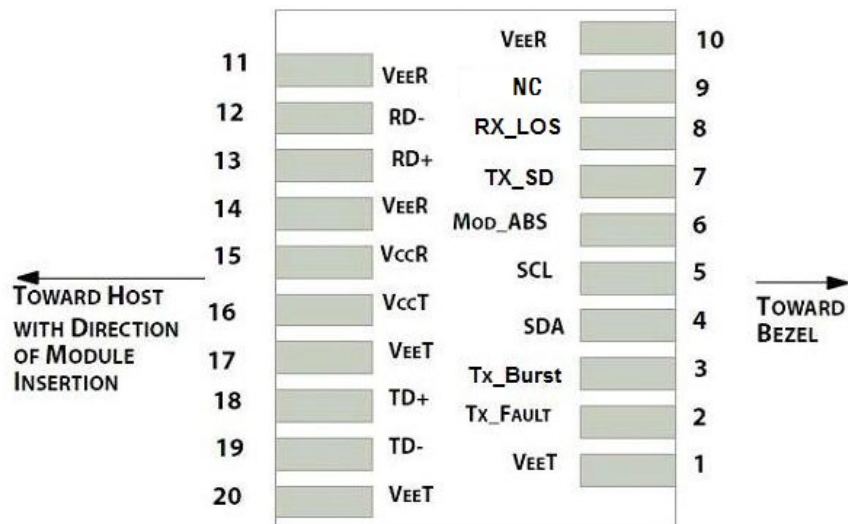 11 VEER
12 RD-
13 RD+
14 VEER
15 VCCR
16 VCCT
17 VEET
18 TD+
19 TD-
20 VEET
VEER 10
NC 9
RX_LOS 8
TX_SD 7
MOD_ABS 6
SCL 5
SDA 4
Tx_Burst 3
TX_FAULT 2
VEET 1
TOWARD HOST
WITH DIRECTION
OF MODULE
INSERTION
TOWARD
BEZEL